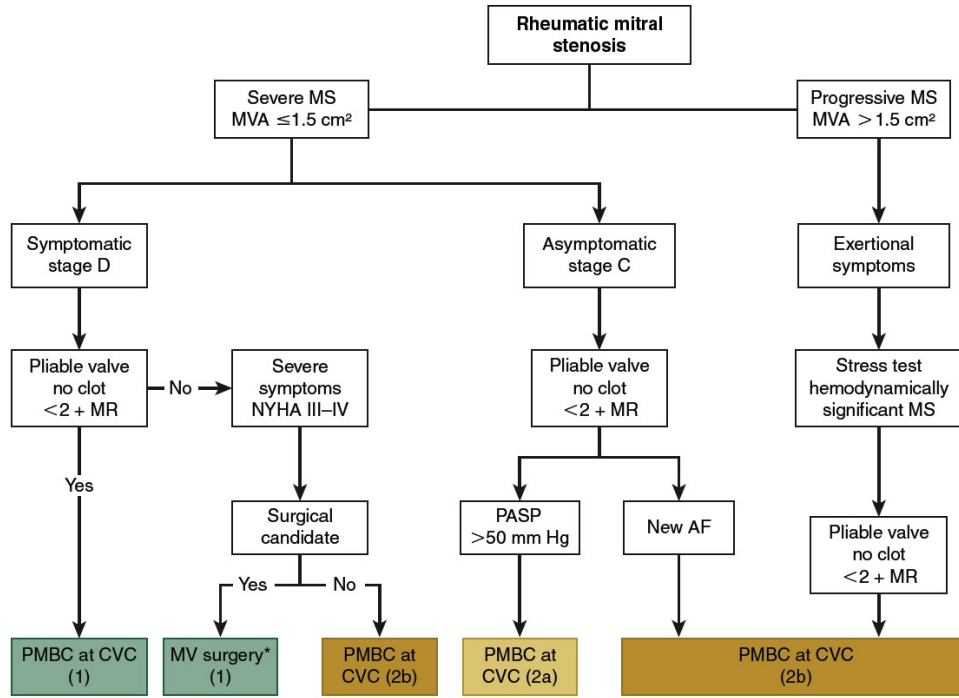 Rheumatic mitral
stenosis
Severe MS
MVA ≤1.5 cm²
Progressive MS
MVA >1.5 cm²
Symptomatic
stage D
Asymptomatic
stage C
Exertional
symptoms
Pliable valve
no clot
<2 + MR
No
Severe
symptoms
NYHA III–IV
Pliable valve
no clot
<2 + MR
Stress test
hemodynamically
significant MS
Yes
Surgical
candidate
PASP
>50 mm Hg
New AF
Pliable valve
no clot
<2 + MR
Yes
No
PMBC at CVC
(1)
MV surgery*
(1)
PMBC at
CVC (2b)
PMBC at
CVC (2a)
PMBC at CVC
(2b)